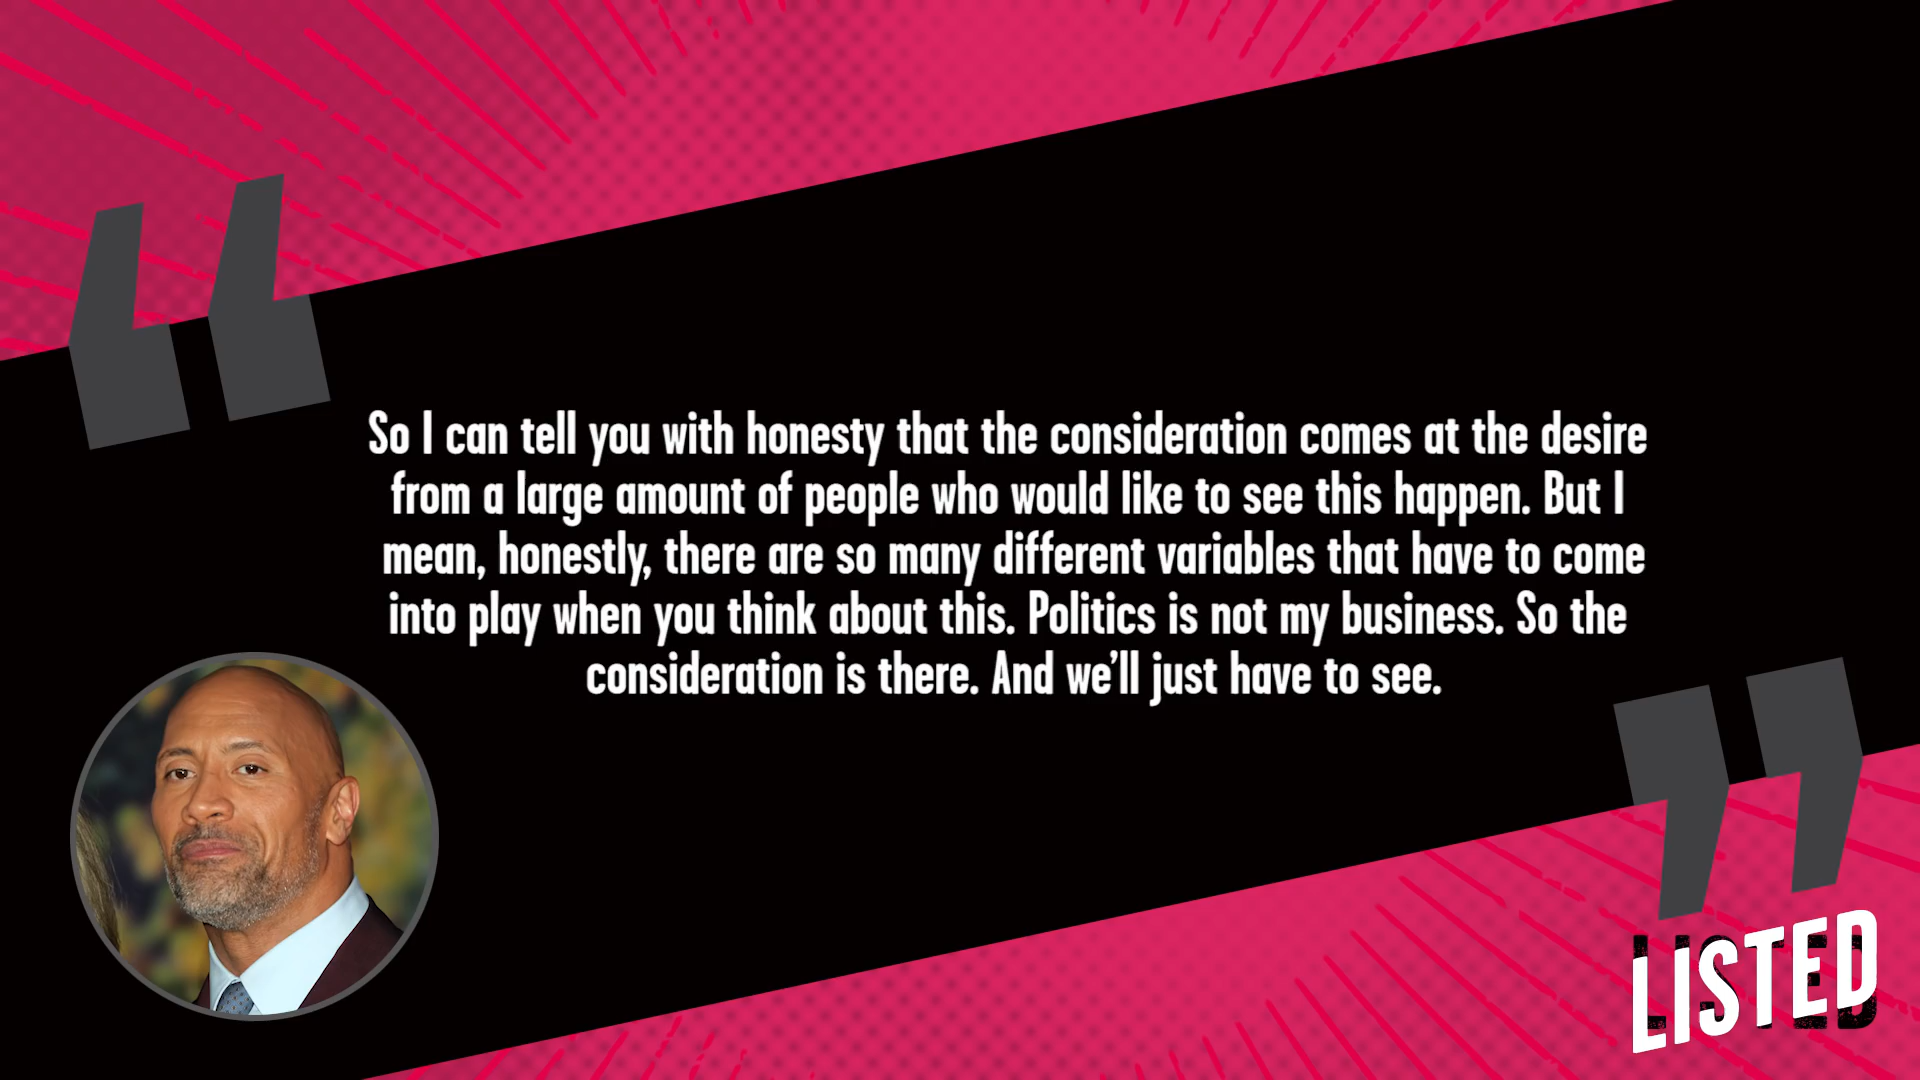 So I can tell you with honesty that the consideration comes at the desire
from a large amount of people who would like to see this happen. But I
mean, honestly, there are so many different variables that have to come
into play when you think about this. Politics is not my business. So the
consideration is there. And we’ll just have to see.
LISTED